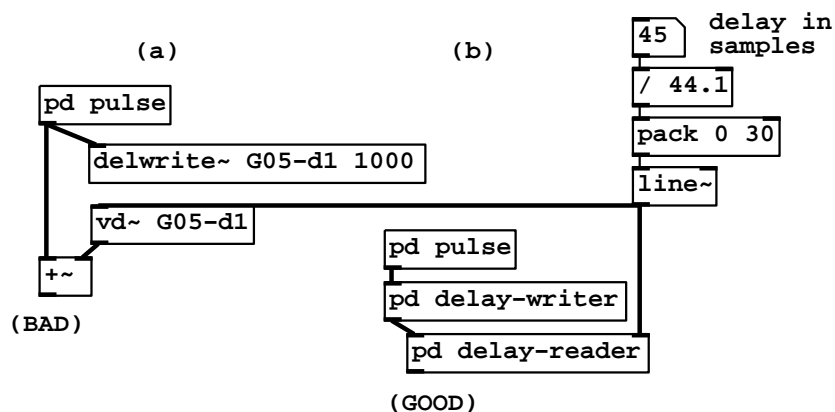 (a)
pd pulse
delwrite~ G05-d1 1000
vd~ G05-d1
+~
(BAD)
(b)
45
delay in
samples
/ 44.1
pack 0 30
line~
pd pulse
pd delay-writer
pd delay-reader
(GOOD)